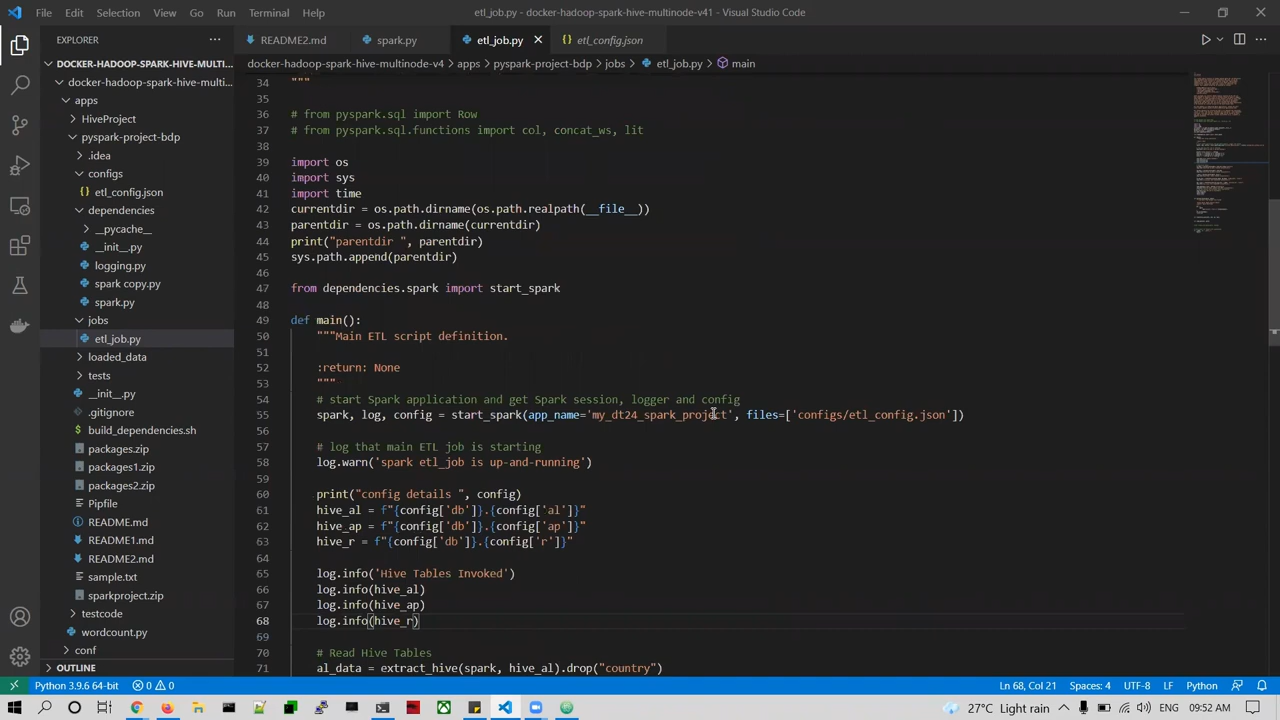 File Edit Selection View Go Run Terminal Help
etl_job.py - docker-hadoop-spark-hive-multinode-v41 - Visual Studio Code
EXPLORER
README2.md
spark.py
etl_job.py
etl_config.json
DOCKER-HADOOP-SPARK-HIVE-MULTI...
docker-hadoop-spark-hive-multinode-v4 > apps > pyspark-project-bdp > jobs > etl_job.py > main
docker-hadoop-spark-hive-multi...
apps
HiveProject
pyspark-project-bdp
.idea
configs
etl_config.json
dependencies
__pycache__
__init__.py
logging.py
spark copy.py
spark.py
jobs
etl_job.py
loaded_data
tests
__init__.py
.gitignore
build_dependencies.sh
packages.zip
packages1.zip
packages2.zip
Pipfile
README.md
README1.md
README2.md
sample.txt
sparkproject.zip
testcode
wordcount.py
conf
OUTLINE
34 """
35
36 # from pyspark.sql import Row
37 # from pyspark.sql.functions import col, concat_ws, lit
38
39 import os
40 import sys
41 import time
42 currentdir = os.path.dirname(os.path.realpath(__file__))
43 parentdir = os.path.dirname(currentdir)
44 print("parentdir ", parentdir)
45 sys.path.append(parentdir)
46
47 from dependencies.spark import start_spark
48
49 def main():
50 """Main ETL script definition.
51
52 :return: None
53 """
54 # start Spark application and get Spark session, logger and config
55 spark, log, config = start_spark(app_name='my_dt24_spark_project', files=['configs/etl_config.json'])
56
57 # log that main ETL job is starting
58 log.warn('spark etl_job is up-and-running')
59
60 print("config details ", config)
61 hive_al = f"{config['db']}.{config['al']}"
62 hive_ap = f"{config['db']}.{config['ap']}"
63 hive_r = f"{config['db']}.{config['r']}"
64
65 log.info('Hive Tables Invoked')
66 log.info(hive_al)
67 log.info(hive_ap)
68 log.info(hive_r)
69
70 # Read Hive Tables
71 al_data = extract_hive(spark, hive_al).drop("country")
Python 3.9.6 64-bit 0 0
Ln 68, Col 21 Spaces: 4 UTF-8 LF Python
27°C Light rain ENG 09:52 AM